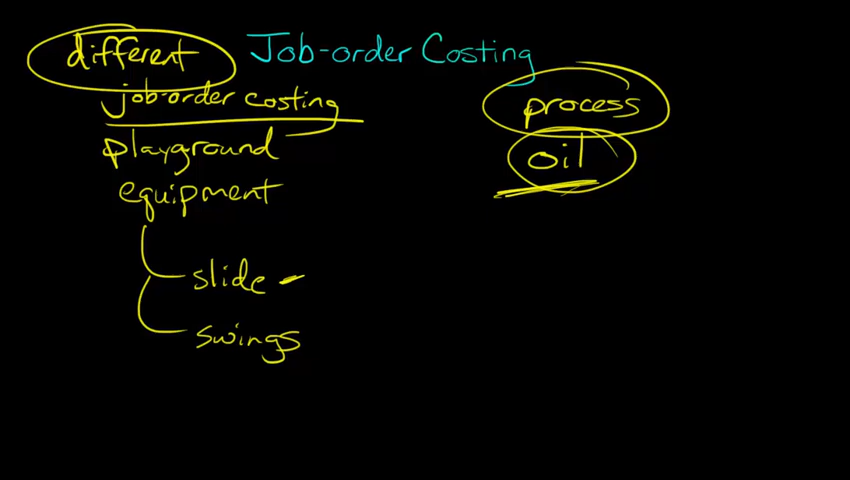 Job-order Costing
different
job-order costing
playground
equipment
slide -
swings
process
oil